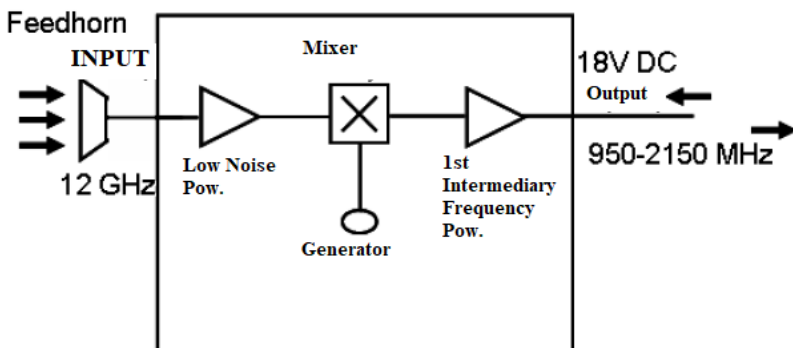 Feedhorn
INPUT
12 GHz
Low Noise
Pow.
Mixer
Generator
1st
Intermediary
Frequency
Pow.
18V DC
Output
950-2150 MHz